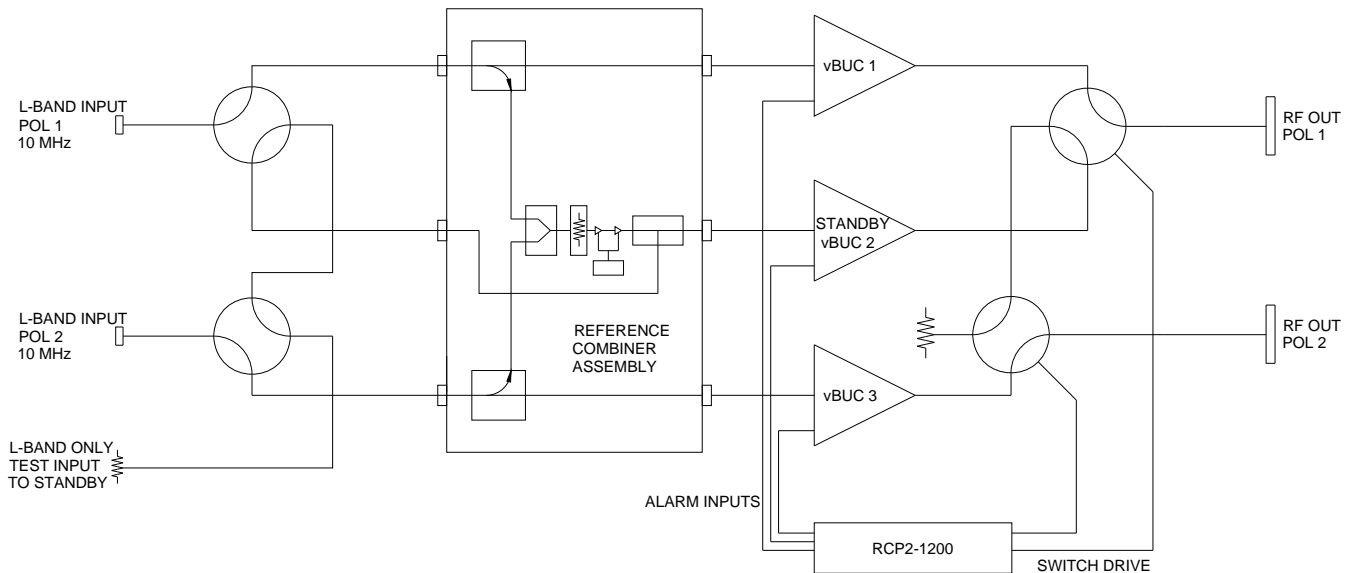 L-BAND INPUT
POL 1
10 MHz
vBUC 1
RF OUT
POL 1
STANDBY
vBUC 2
L-BAND INPUT
POL 2
10 MHz
REFERENCE
COMBINER
ASSEMBLY
RF OUT
POL 2
vBUC 3
L-BAND ONLY
TEST INPUT
TO STANDBY
ALARM INPUTS
RCP2-1200
SWITCH DRIVE